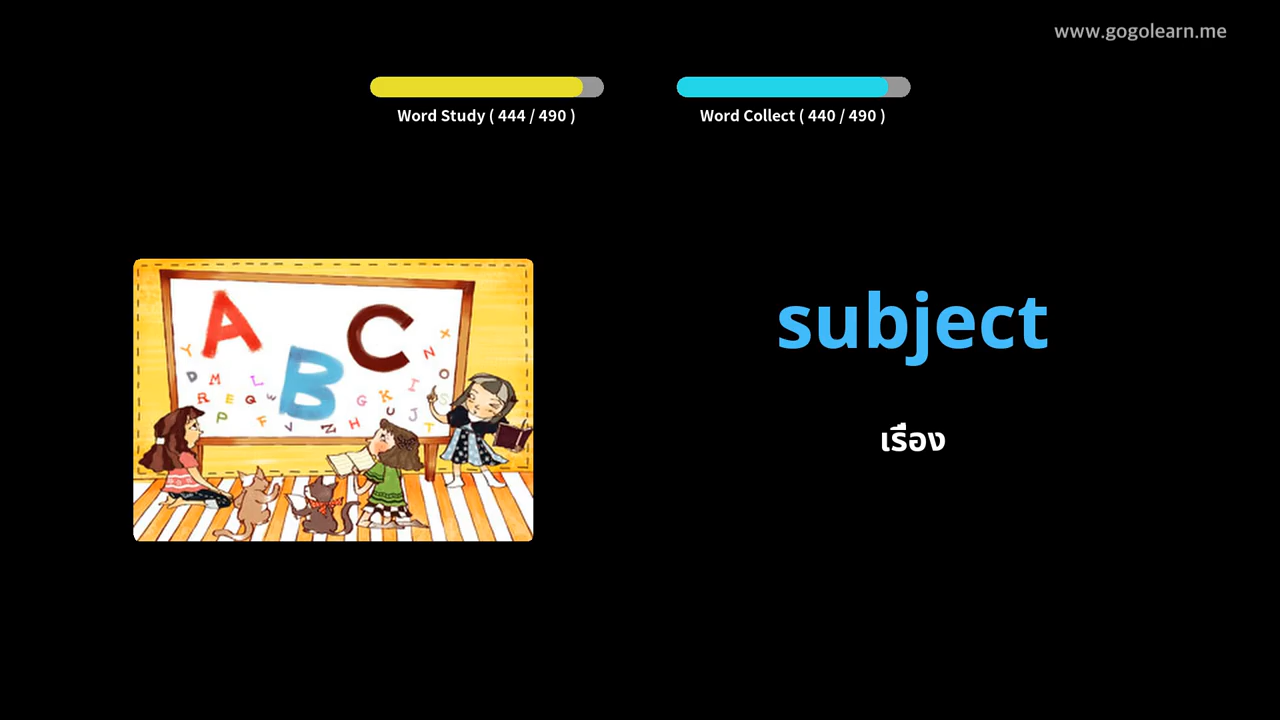 www.gogolearn.me
Word Study ( 444 / 490 )
Word Collect ( 440 / 490 )
A
B
C
X
Y
N
D
M
L
O
I
R
E
Q
W
G
K
S
P
F
V
Z
H
U
J
T
subject
เรื่อง